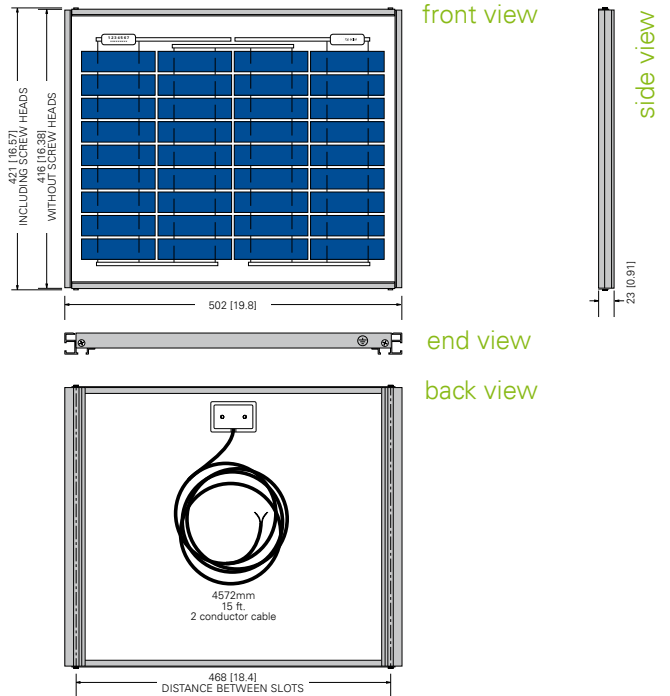 front view
side view
1234567
421 [16.57]
INCLUDING SCREW HEADS
416 [16.38]
WITHOUT SCREW HEADS
502 [19.8]
23 [0.91]
end view
back view
4572mm
15 ft.
2 conductor cable
468 [18.4]
DISTANCE BETWEEN SLOTS